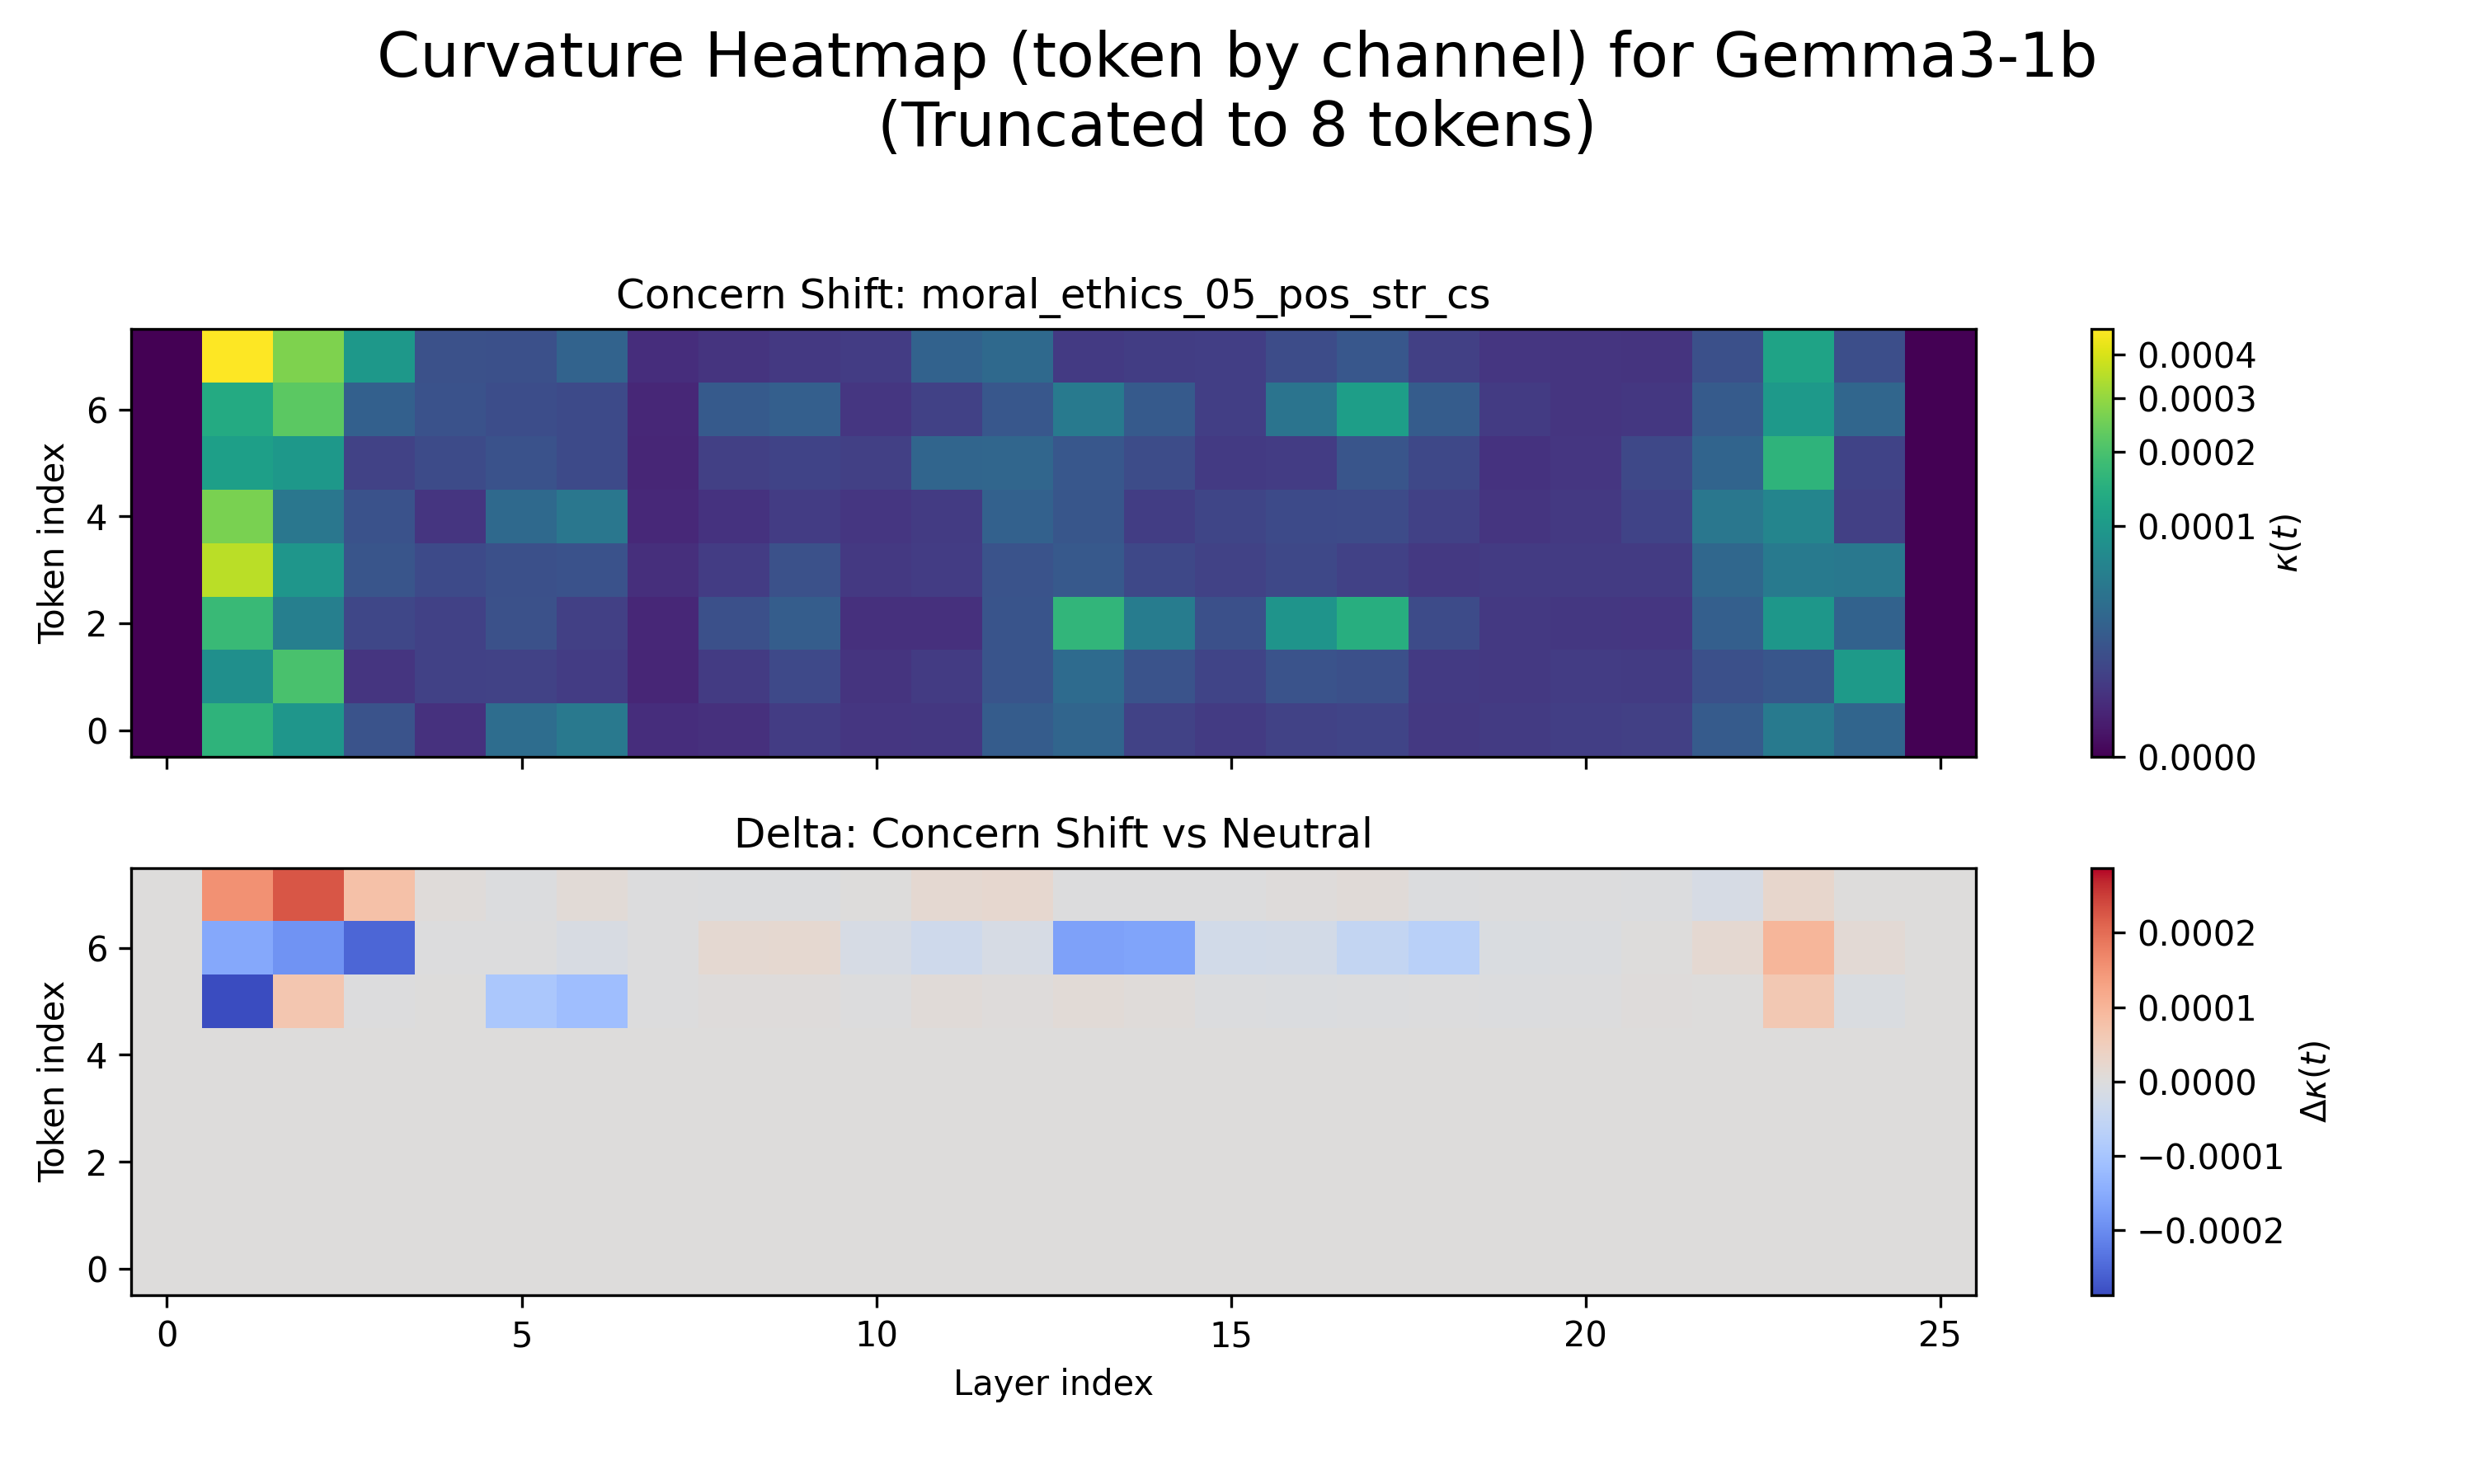 Curvature Heatmap (token by channel) for Gemma3-1b
(Truncated to 8 tokens)
Concern Shift: moral_ethics_05_pos_str_cs
Token index
6
4
2
0
0.0004
0.0003
0.0002
0.0001
0.0000
κ(t)
Delta: Concern Shift vs Neutral
Token index
6
4
2
0
0
5
10
15
20
25
Layer index
0.0002
0.0001
0.0000
−0.0001
−0.0002
Δκ(t)